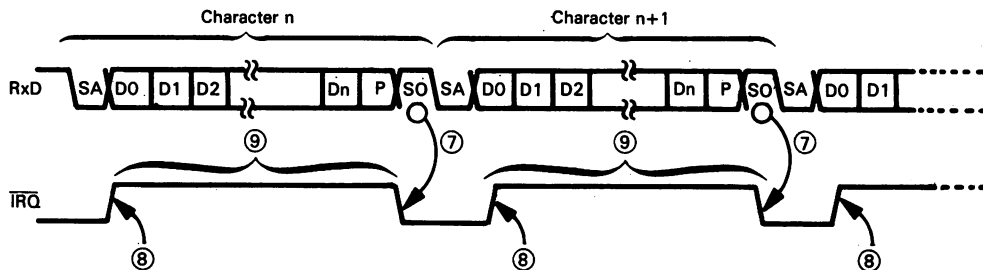 Character n Character n+1
RxD SA D0 D1 D2 Dn P SO SA D0 D1 D2 Dn P SO SA D0 D1
⑨ ⑦ ⑨ ⑦
IRQ
⑧ ⑧ ⑧